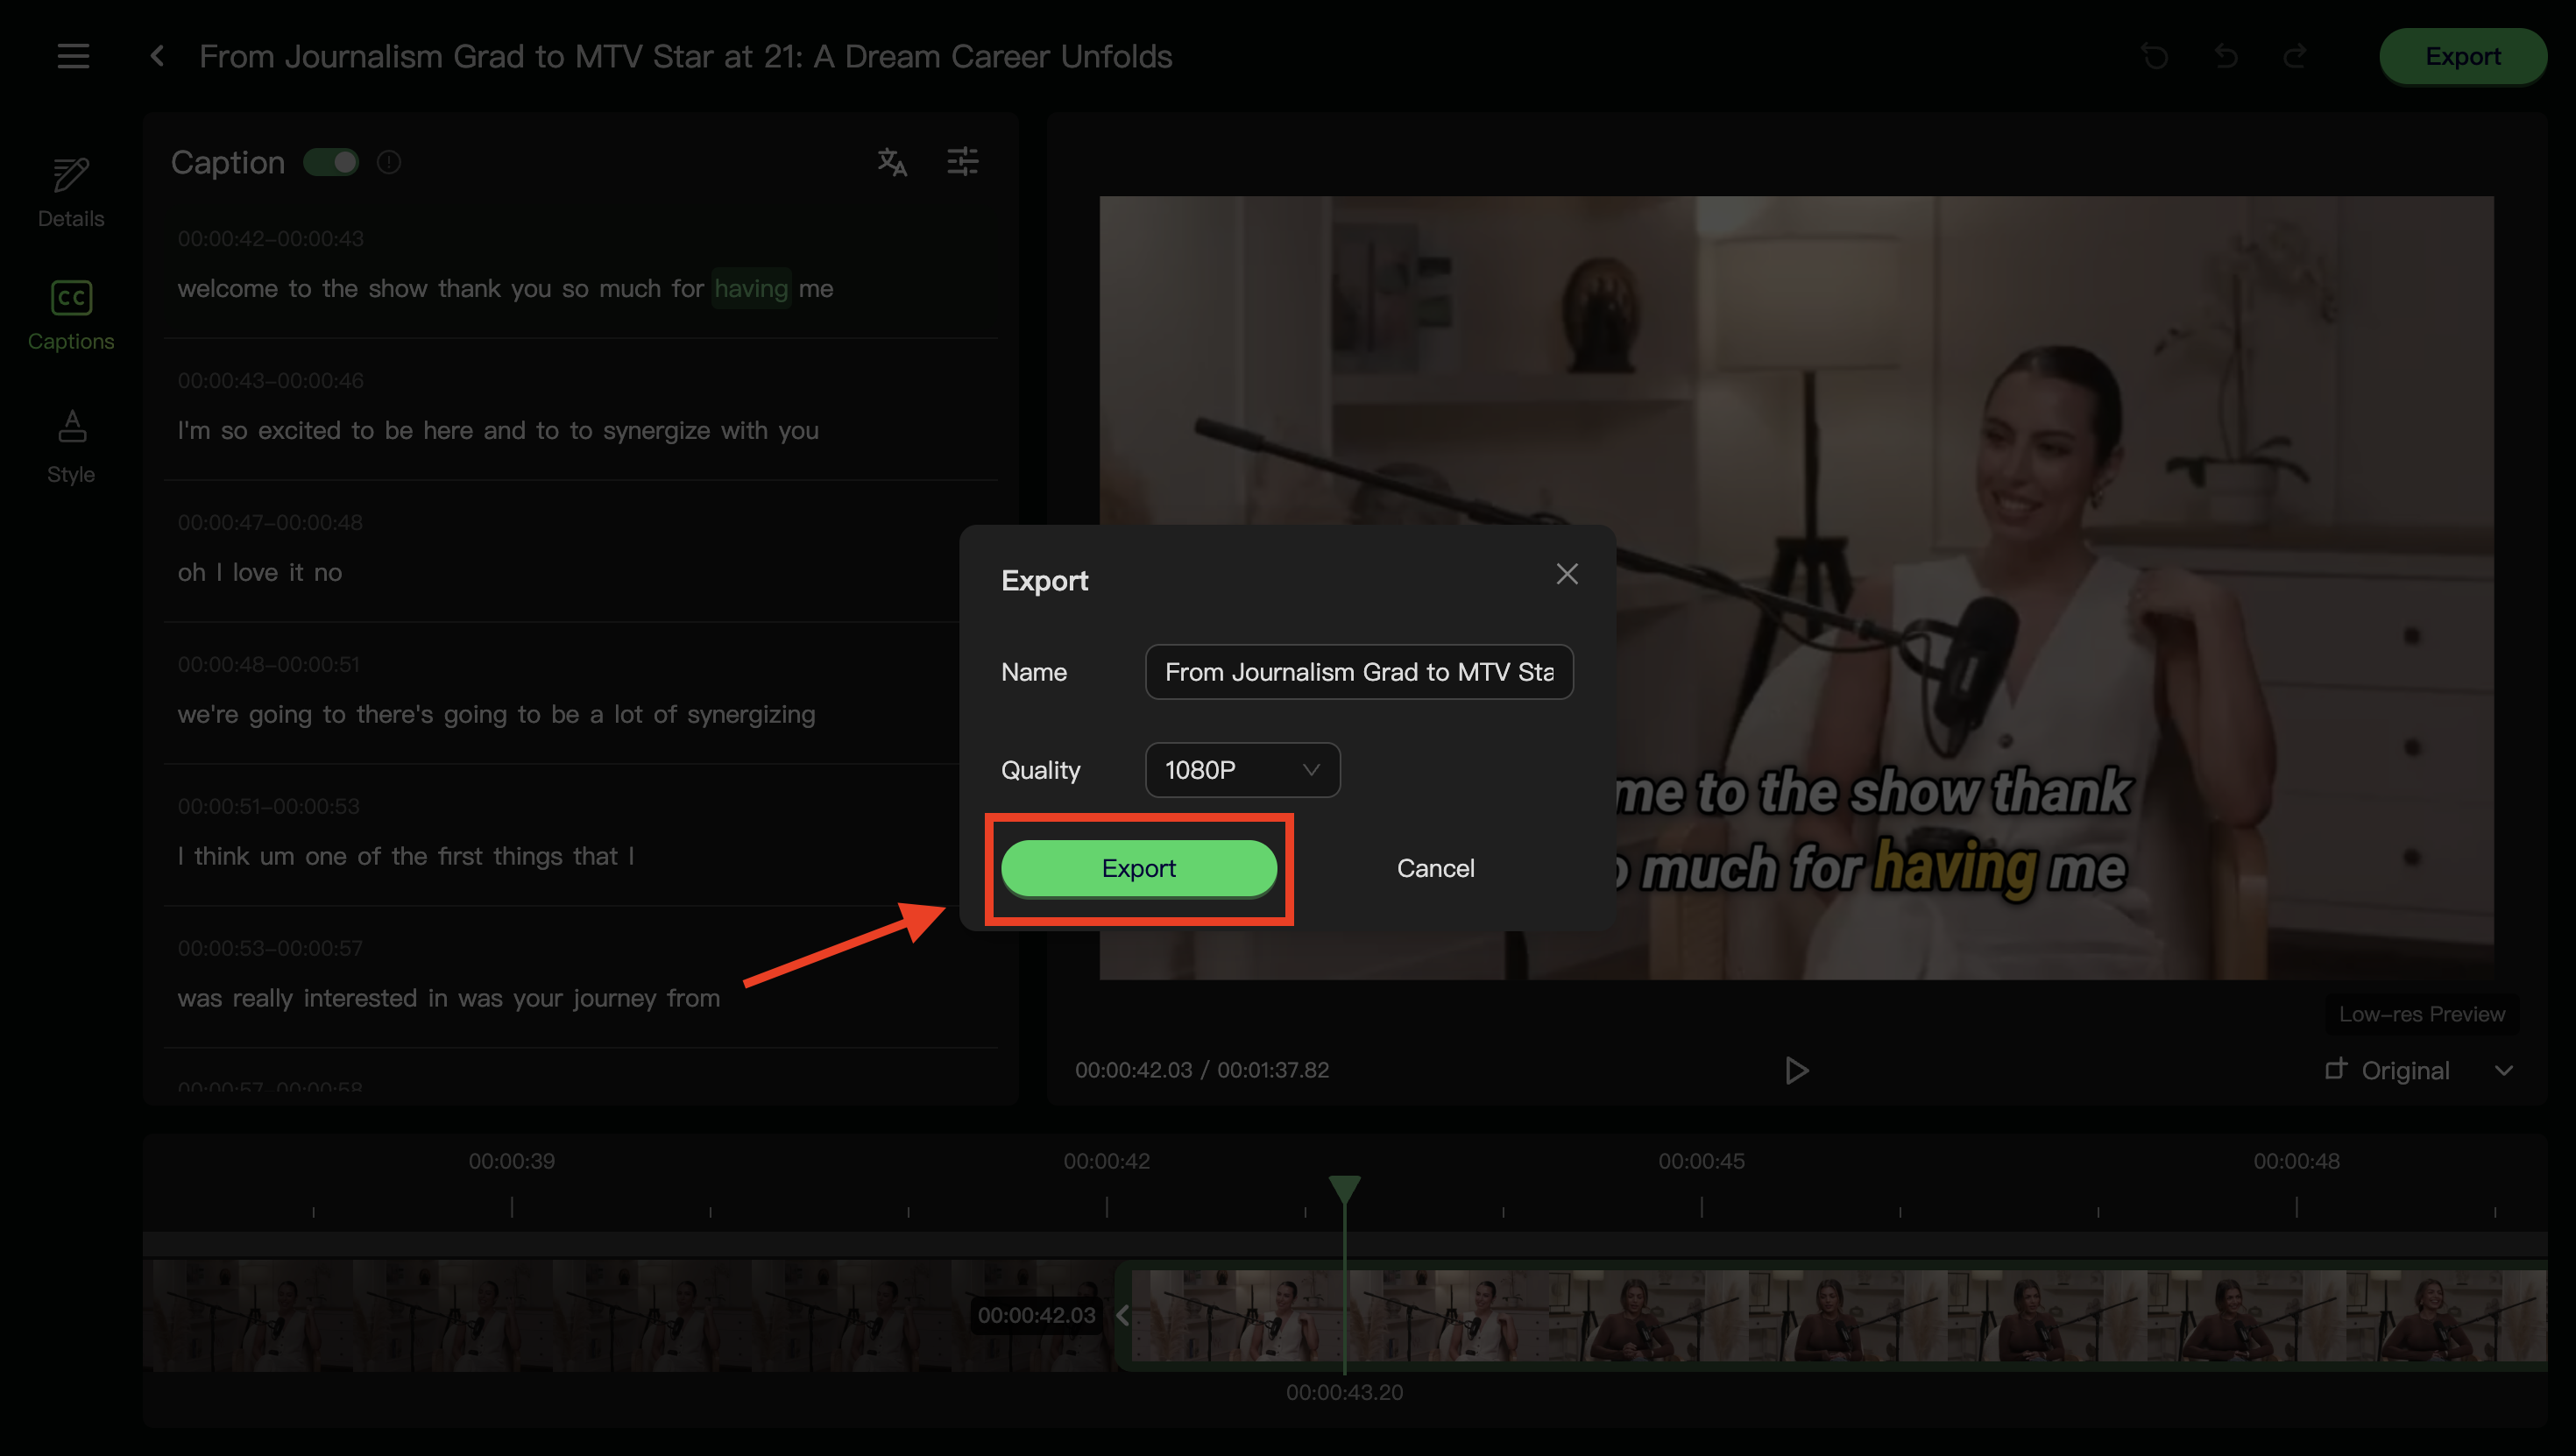 From Journalism Grad to MTV Star at 21: A Dream Career Unfolds
Export
Details
Captions
Style
Caption
00:00:42–00:00:43
welcome to the show thank you so much for having me
00:00:43–00:00:46
I'm so excited to be here and to to synergize with you
00:00:47–00:00:48
oh I love it no
00:00:48–00:00:51
we're going to there's going to be a lot of synergizing
00:00:51–00:00:53
I think um one of the first things that I
00:00:53–00:00:57
was really interested in was your journey from
00:00:57–00:00:58
Export
Name
From Journalism Grad to MTV Sta
Quality
1080P
Export
Cancel
me to the show thank
much for having me
Low-res Preview
00:00:42.03 / 00:01:37.82
Original
00:00:39
00:00:42
00:00:45
00:00:48
00:00:42.03
00:00:43.20